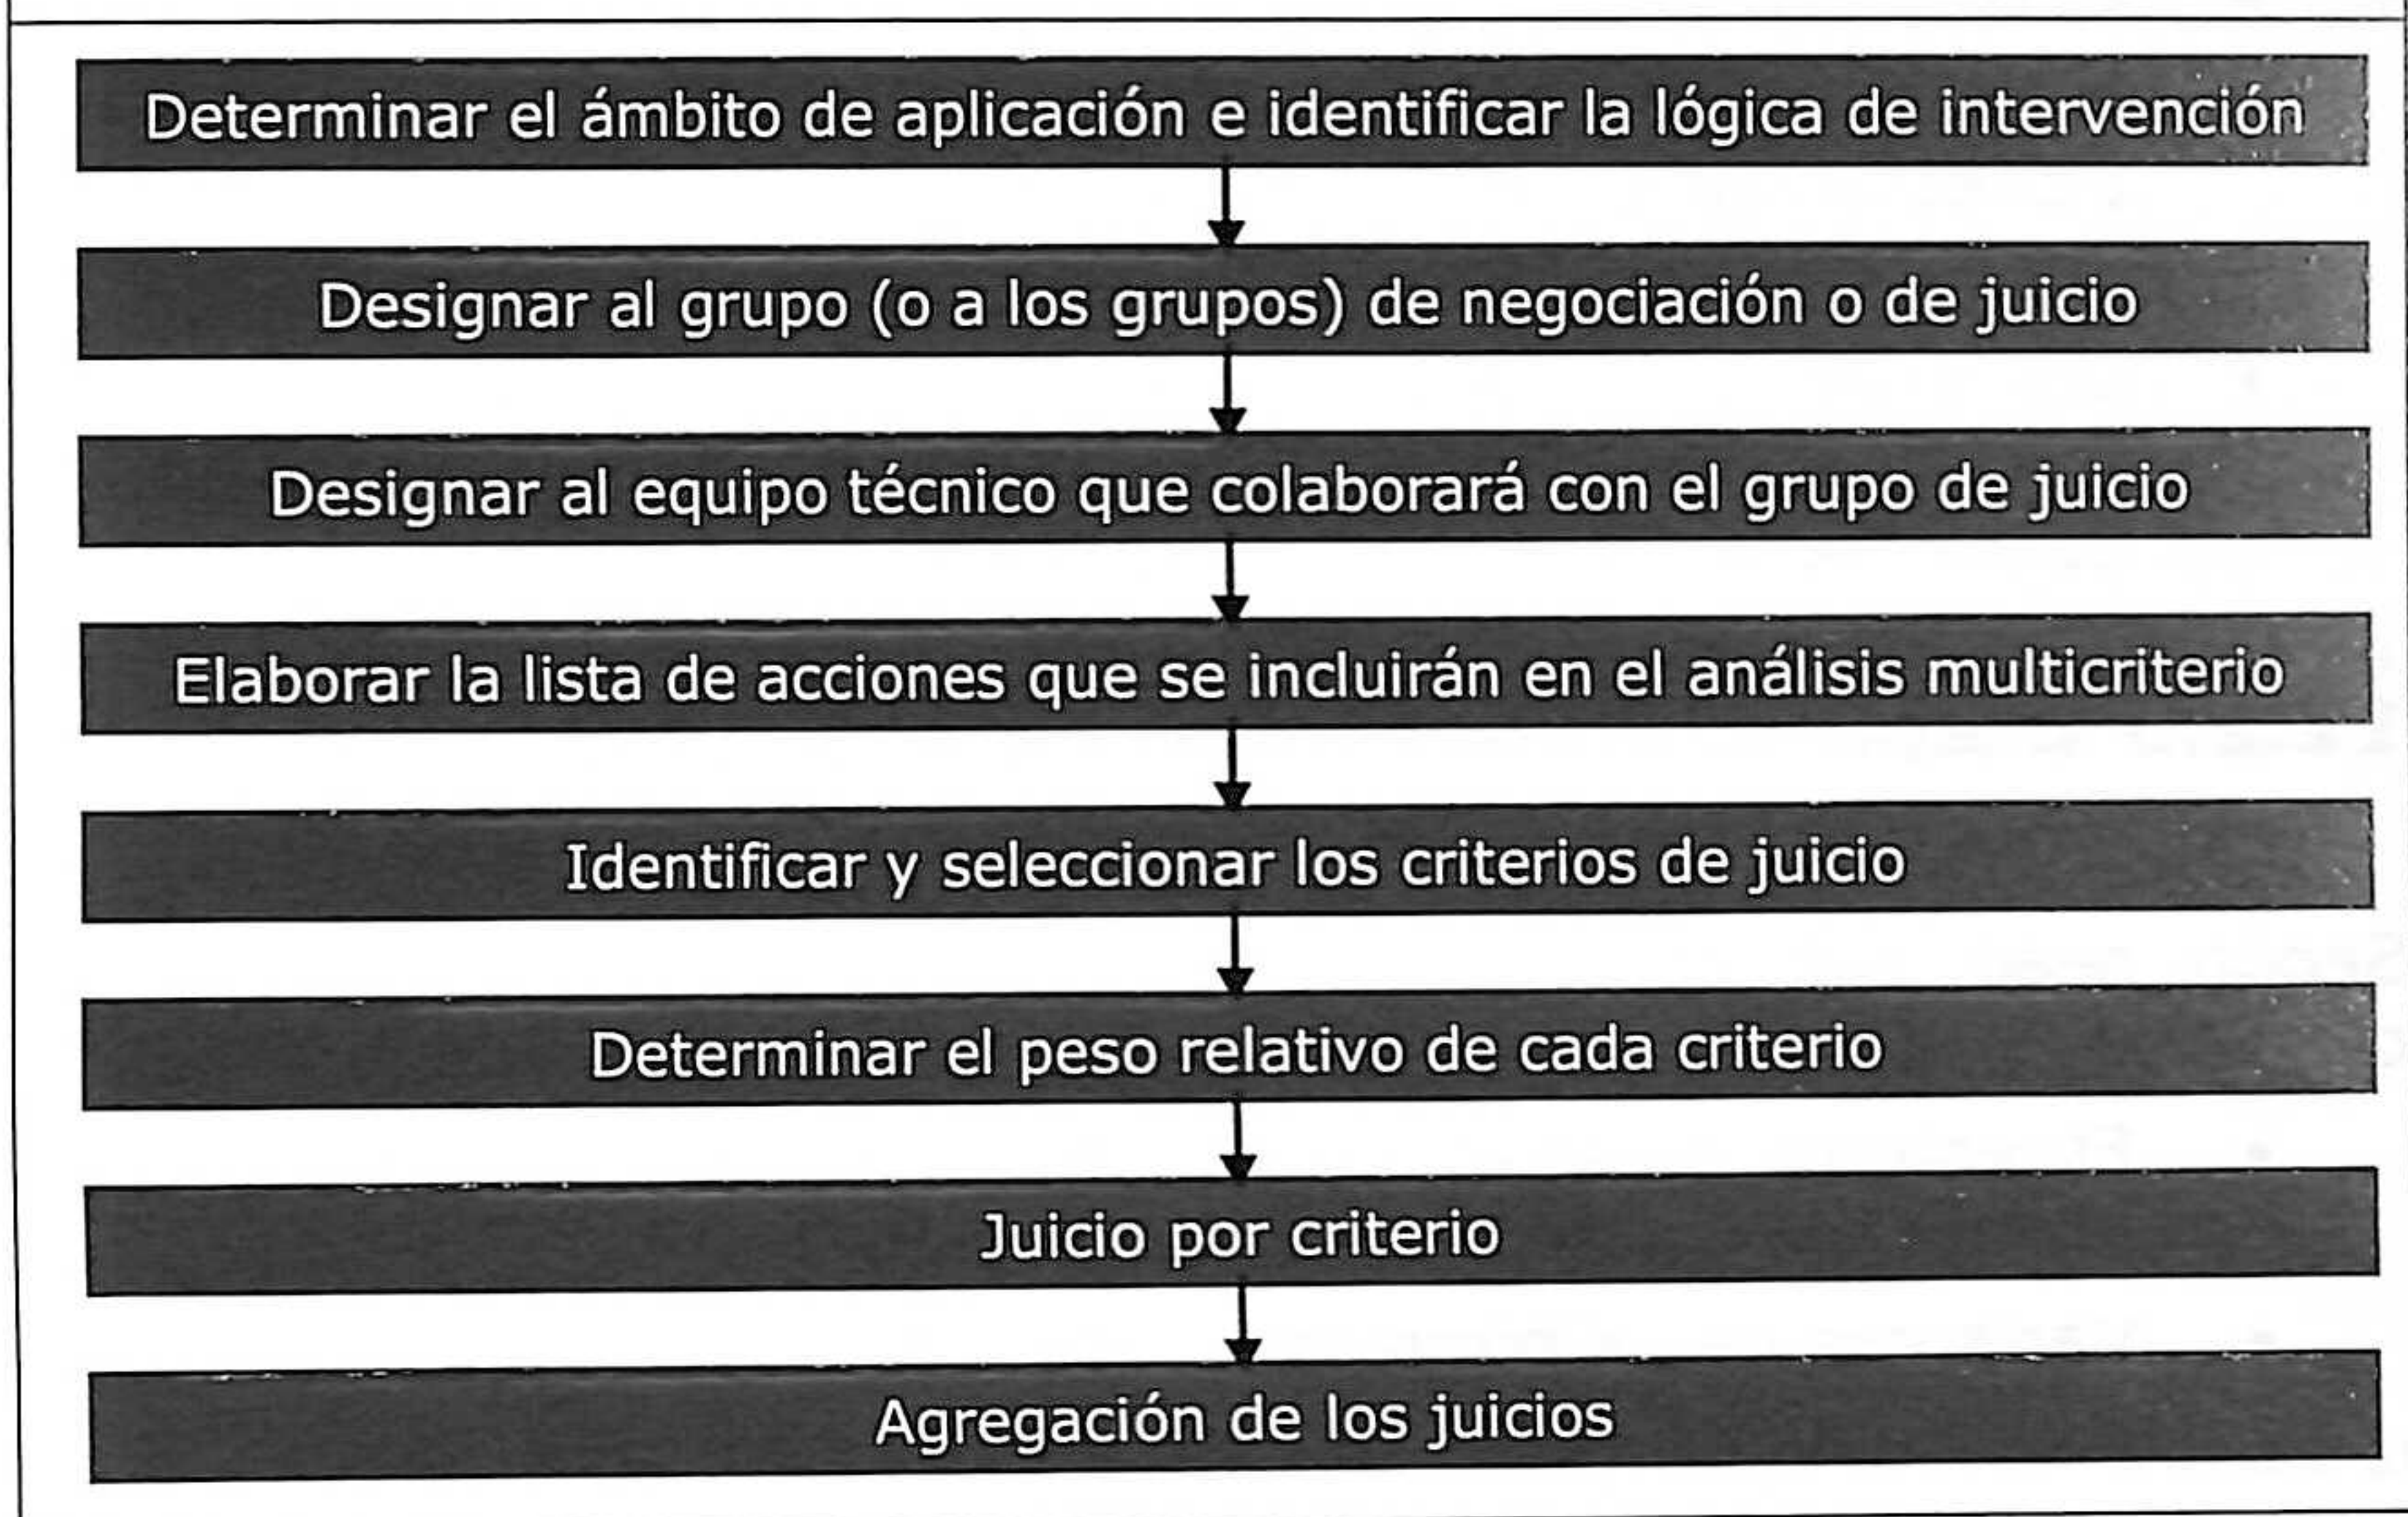 Determinar el ámbito de aplicación e identificar la lógica de intervención
Designar al grupo (o a los grupos) de negociación o de juicio
Designar al equipo técnico que colaborará con el grupo de juicio
Elaborar la lista de acciones que se incluirán en el análisis multicriterio
Identificar y seleccionar los criterios de juicio
Determinar el peso relativo de cada criterio
Juicio por criterio
Agregación de los juicios